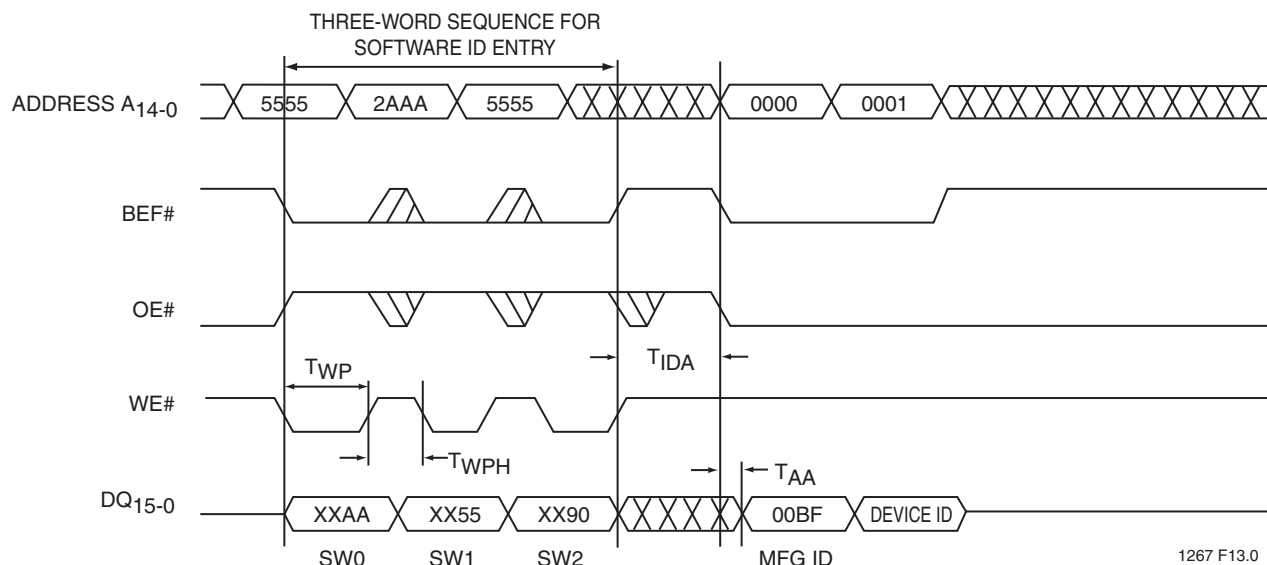 THREE-WORD SEQUENCE FOR
SOFTWARE ID ENTRY
ADDRESS A14-0
5555 2AAA 5555 0000 0001
BEF#
OE#
TIDA
TWP
WE#
TWPH
TAA
DQ15-0
XXAA XX55 XX90 00BF DEVICE ID
SW0 SW1 SW2 MFG ID
1267 F13.0